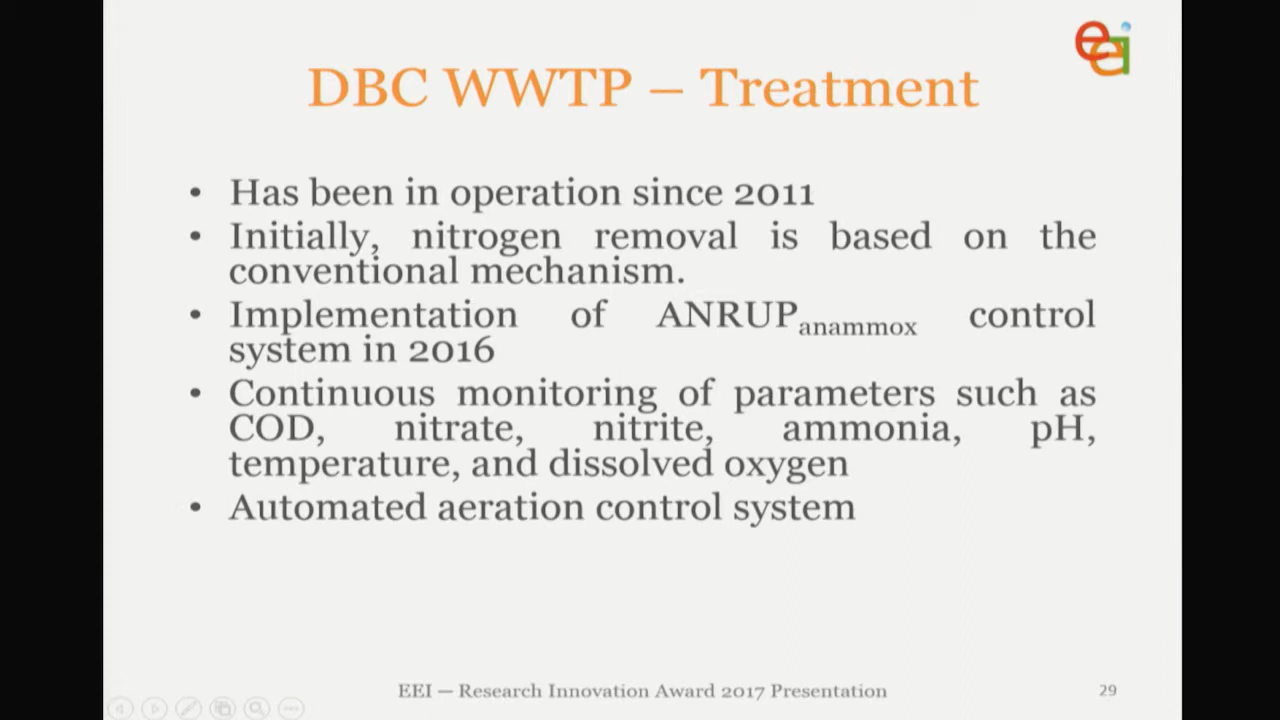 eei
DBC WWTP – Treatment
• Has been in operation since 2011
• Initially, nitrogen removal is based on the
conventional mechanism.
• Implementation of ANRUPanammox control
system in 2016
• Continuous monitoring of parameters such as
COD, nitrate, nitrite, ammonia, pH,
temperature, and dissolved oxygen
• Automated aeration control system
EEI — Research Innovation Award 2017 Presentation
29